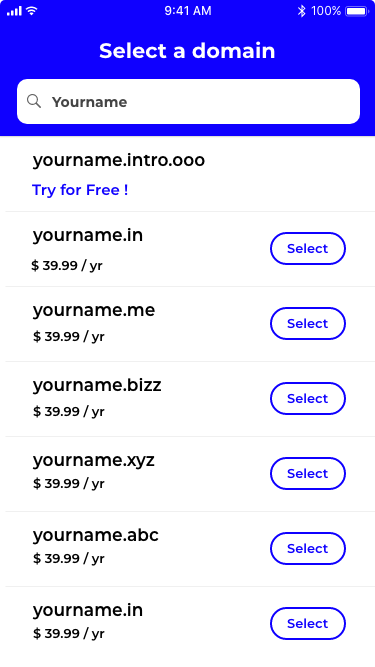 9:41 AM 100%
Select a domain
Yourname
yourname.intro.ooo
Try for Free !
yourname.in
$ 39.99 / yr
Select
yourname.me
$ 39.99 / yr
Select
yourname.bizz
$ 39.99 / yr
Select
yourname.xyz
$ 39.99 / yr
Select
yourname.abc
$ 39.99 / yr
Select
yourname.in
$ 39.99 / yr
Select